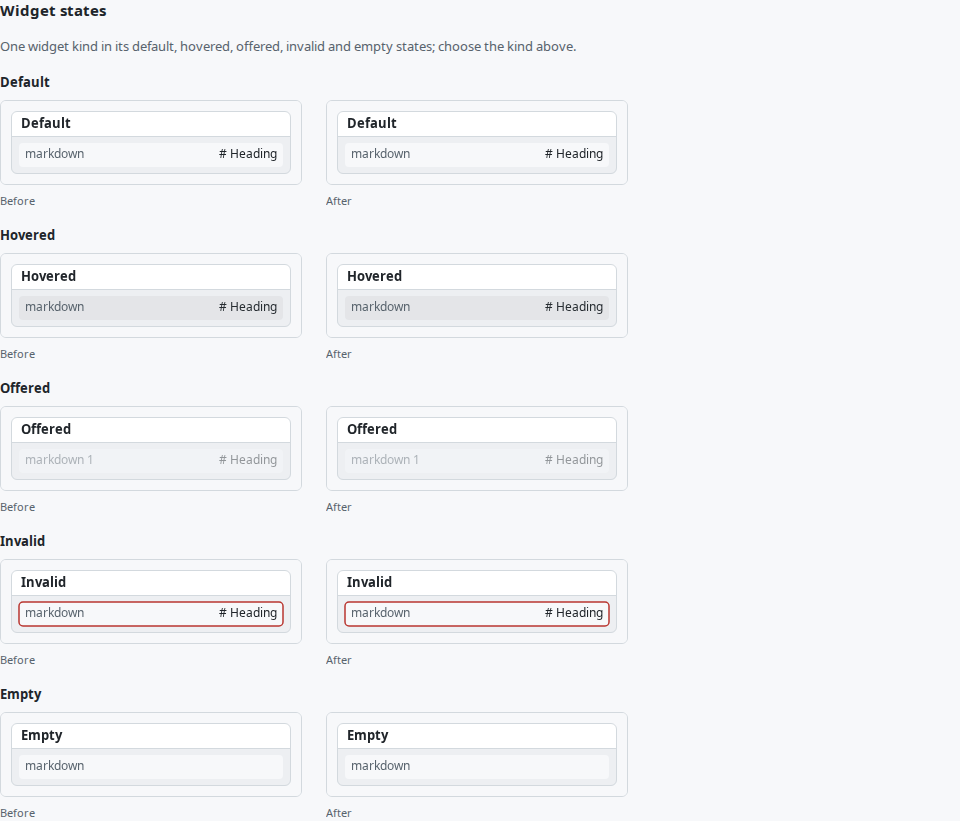 Widget states
One widget kind in its default, hovered, offered, invalid and empty states; choose the kind above.
Default
Default
markdown # Heading
Before
Default
markdown # Heading
After
Hovered
Hovered
markdown # Heading
Before
Hovered
markdown # Heading
After
Offered
Offered
markdown 1 # Heading
Before
Offered
markdown 1 # Heading
After
Invalid
Invalid
markdown # Heading
Before
Invalid
markdown # Heading
After
Empty
Empty
markdown
Before
Empty
markdown
After